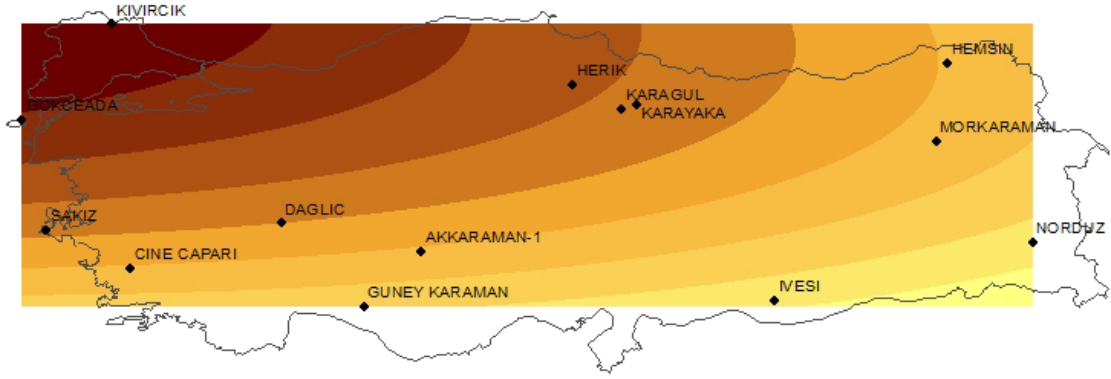 KIVIRCIK
HEMSIN
HERIK
KARAGUL
GOKCEADA
KARAYAKA
MORKARAMAN
DAGLIC
SAKIZ
NORDUZ
AKKARAMAN-1
CINE CAPARI
IVESI
GUNEY KARAMAN